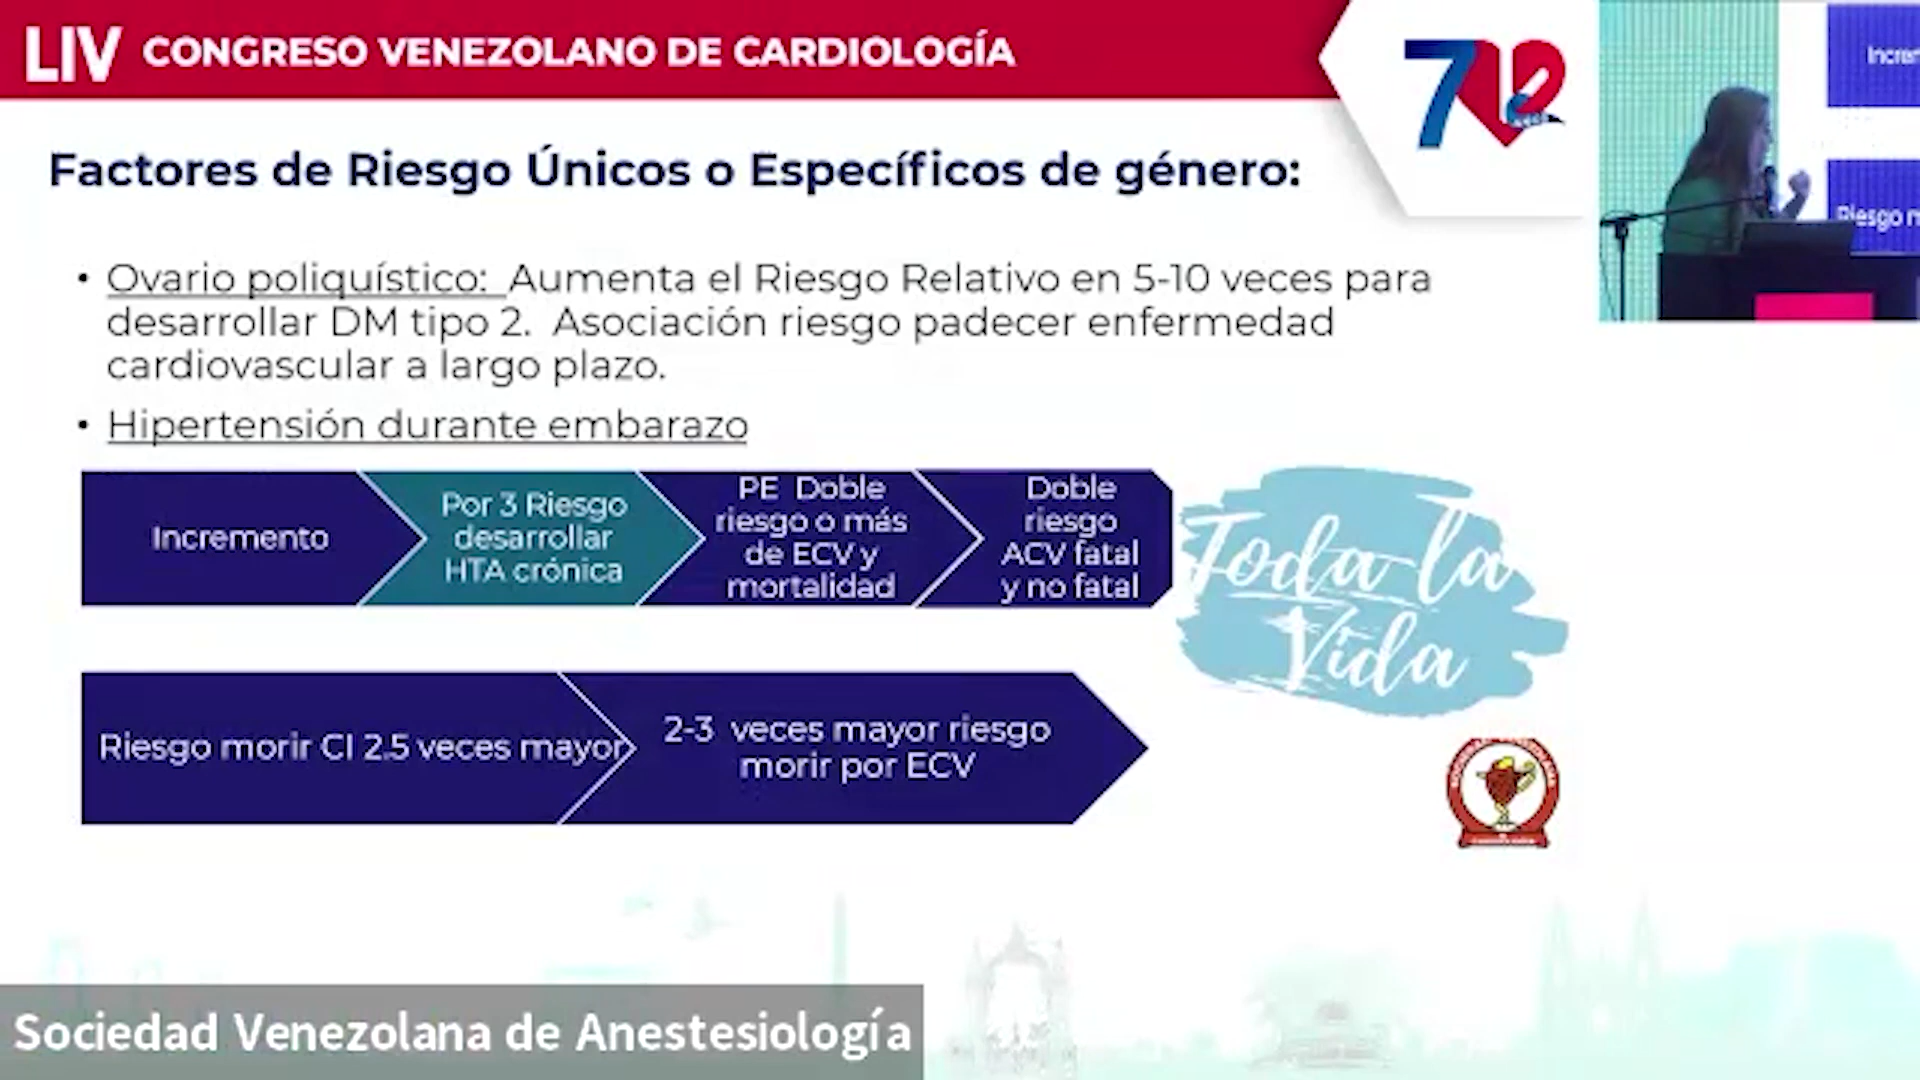 LIV CONGRESO VENEZOLANO DE CARDIOLOGÍA
70
Factores de Riesgo Únicos o Específicos de género:
• Ovario poliquístico: Aumenta el Riesgo Relativo en 5-10 veces para
desarrollar DM tipo 2. Asociación riesgo padecer enfermedad
cardiovascular a largo plazo.
• Hipertensión durante embarazo
Incremento
Por 3 Riesgo
desarrollar
HTA crónica
PE Doble
riesgo o más
de ECV y
mortalidad
Doble
riesgo
ACV fatal
y no fatal
Toda la
Vida
Riesgo morir CI 2.5 veces mayor
2-3 veces mayor riesgo
morir por ECV
Sociedad Venezolana de Anestesiología
Increm
Riesgo m